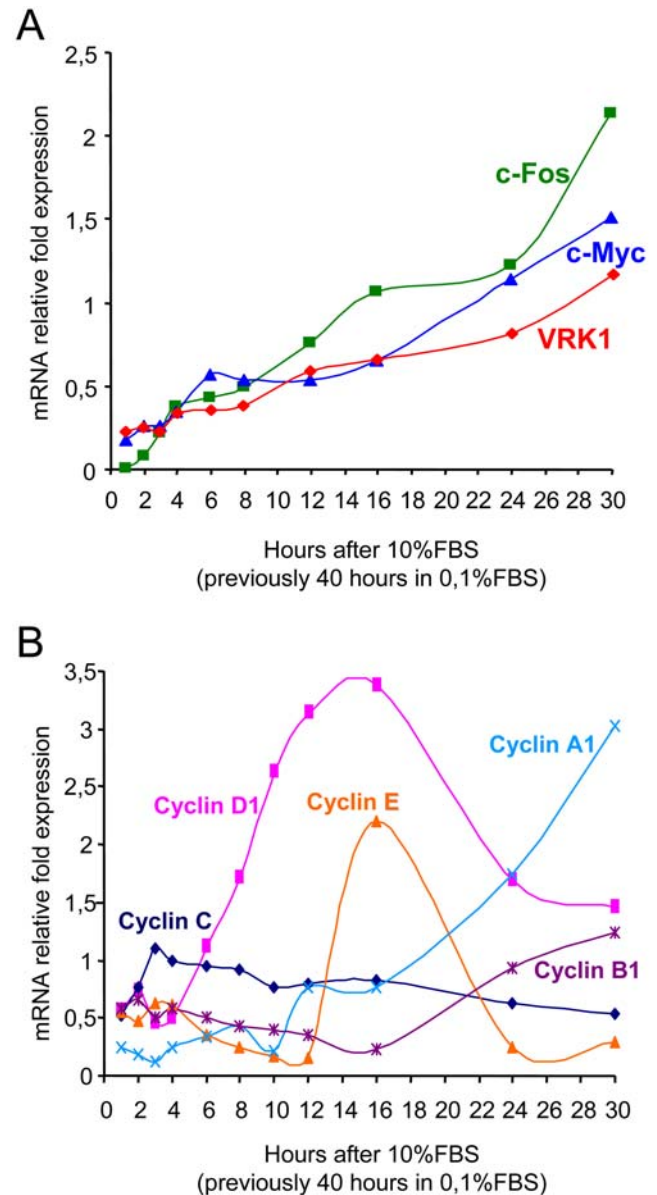 A
mRNA relative fold expression
2,5
2
1,5
1
0,5
0
c-Fos
c-Myc
VRK1
0 2 4 6 8 10 12 14 16 18 20 22 24 26 28 30
Hours after 10%FBS
(previously 40 hours in 0,1%FBS)
B
mRNA relative fold expression
3,5
3
2,5
2
1,5
1
0,5
0
Cyclin A1
Cyclin D1
Cyclin E
Cyclin C
Cyclin B1
0 2 4 6 8 10 12 14 16 18 20 22 24 26 28 30
Hours after 10%FBS
(previously 40 hours in 0,1%FBS)